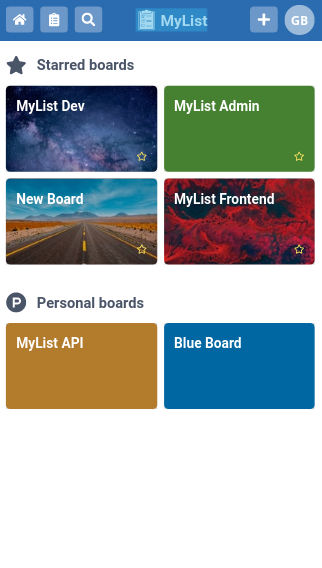 MyList
GB
Starred boards
MyList Dev
MyList Admin
New Board
MyList Frontend
P
Personal boards
MyList API
Blue Board